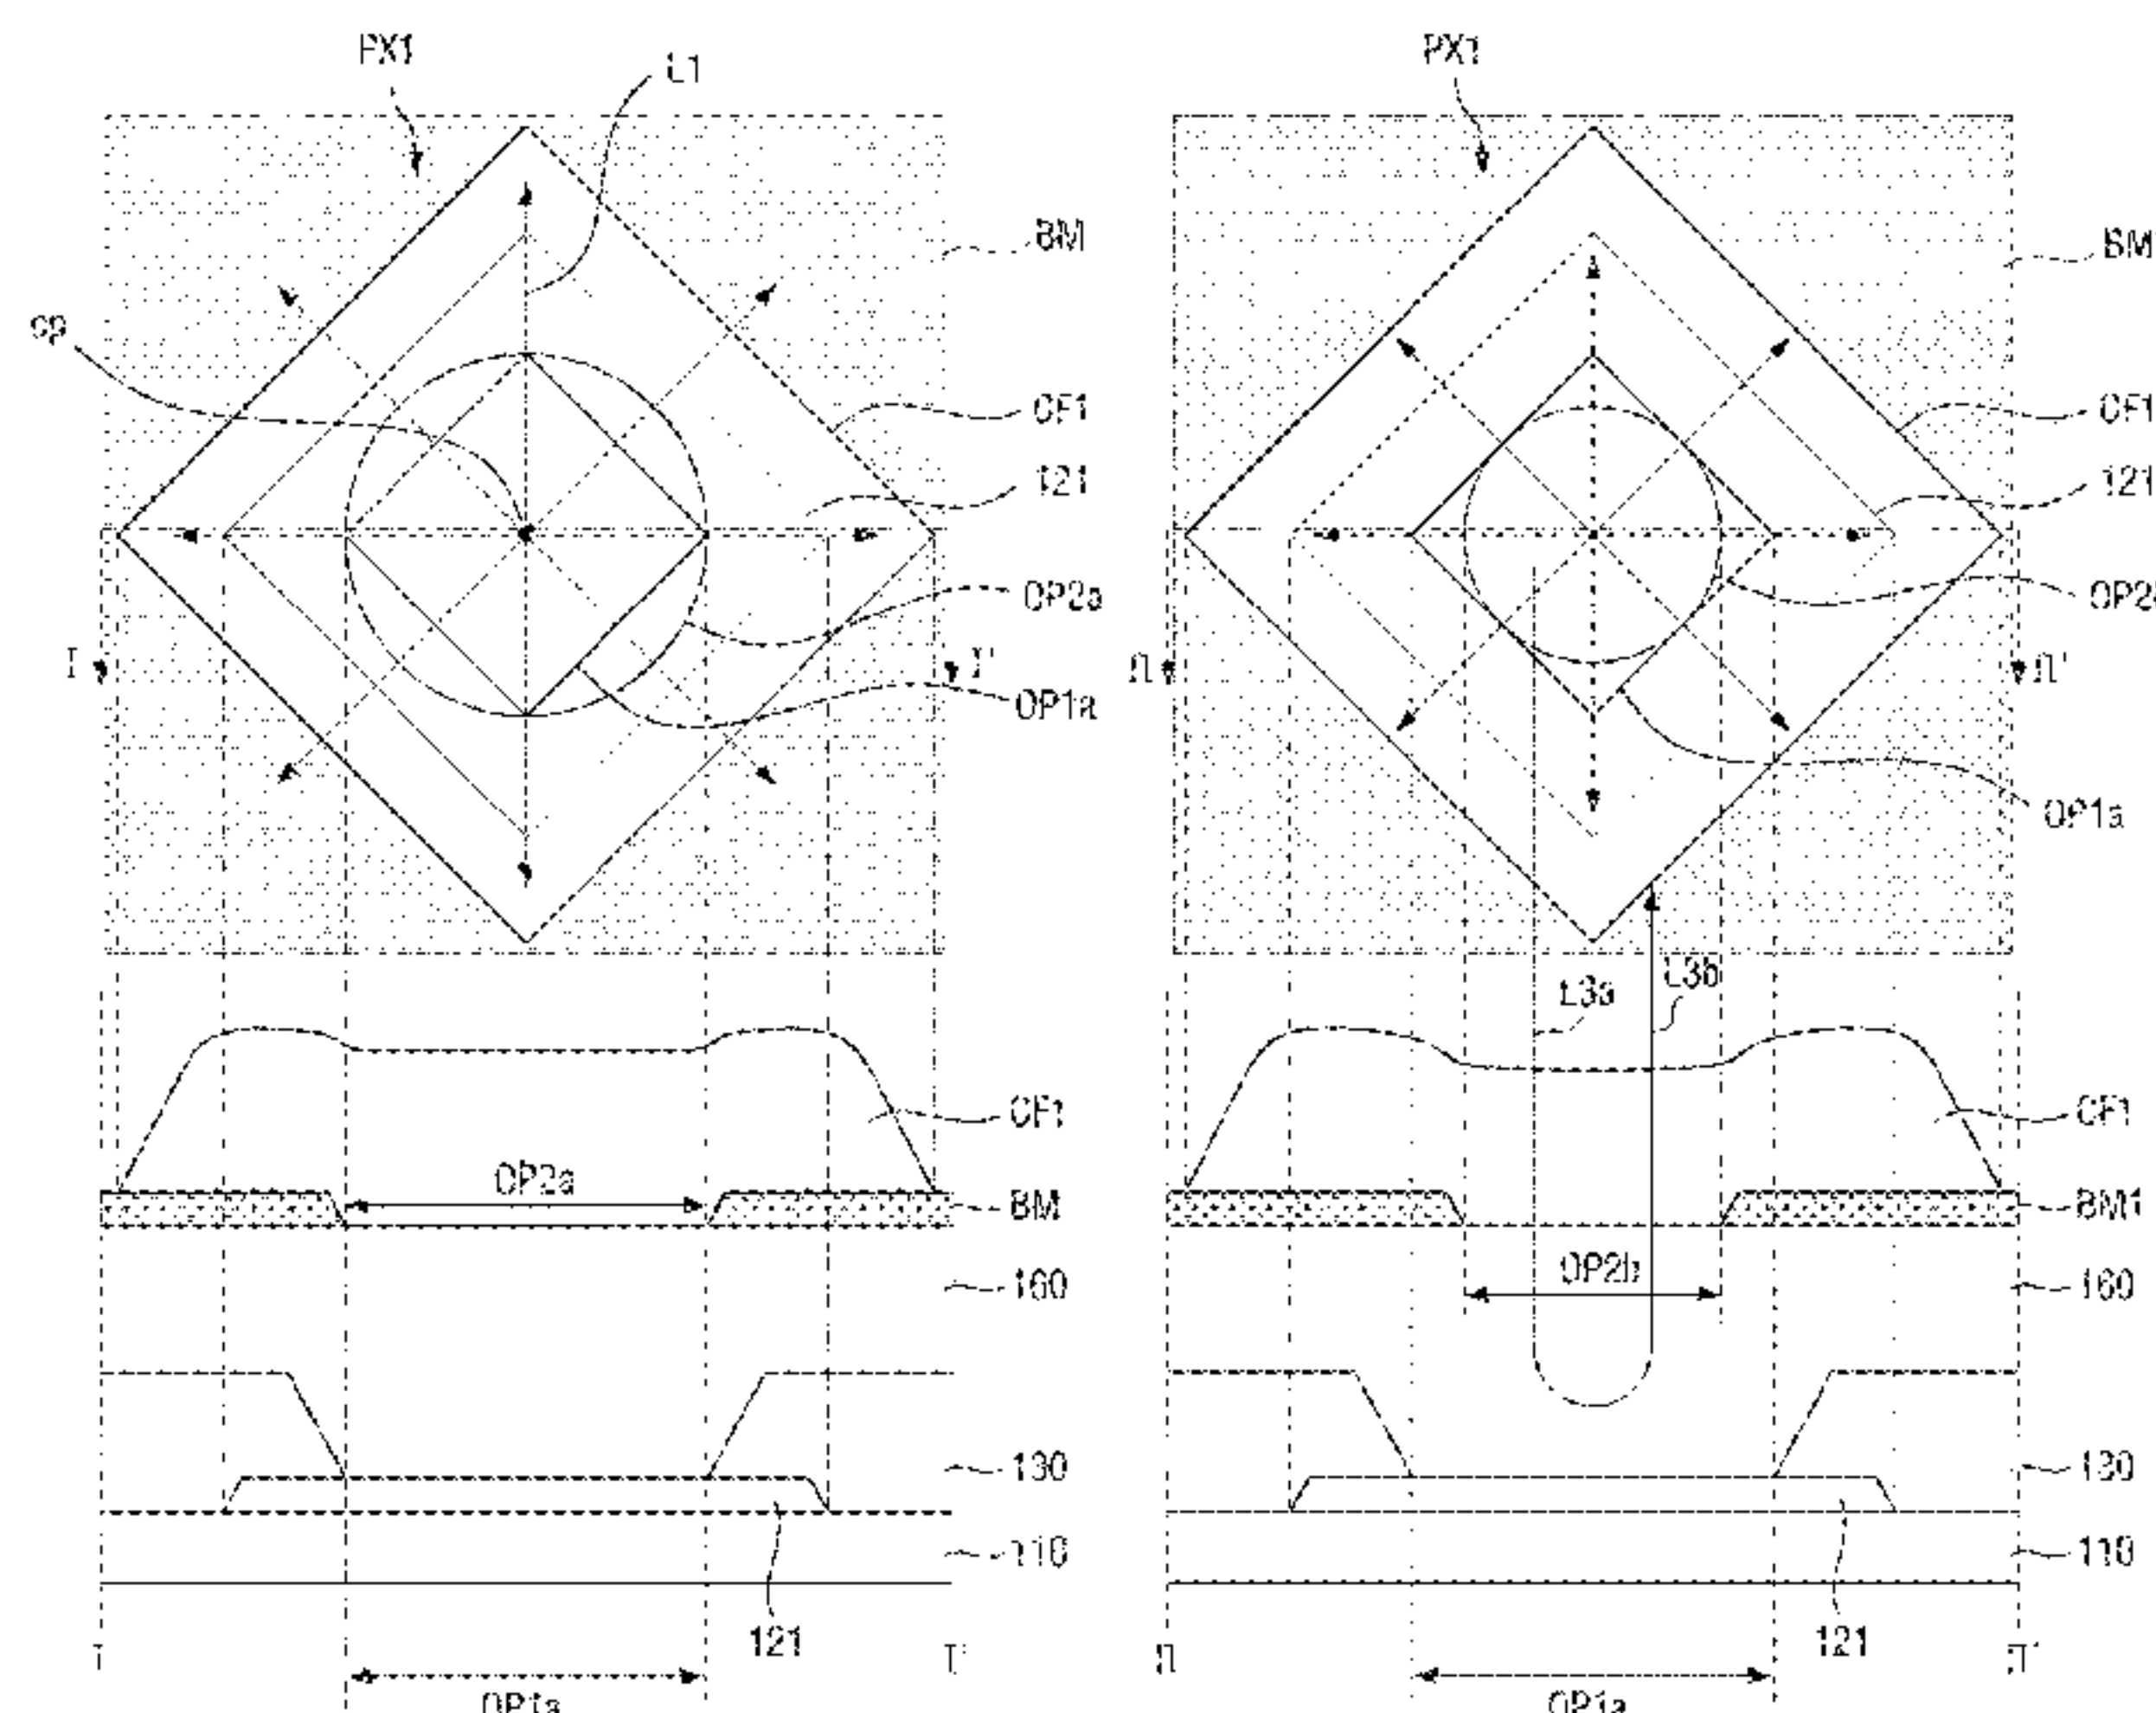 PX1
L1
BM
cp
CF1
121
OP2a
I
I'
OP1a
CF1
OP2a
BM
160
130
110
121
I
I'
OP1a
PX1
BM
CF1
121
II
II'
OP1a
L3a
L3b
CF1
BM1
OP2b
160
130
110
121
II
II'
OP1a